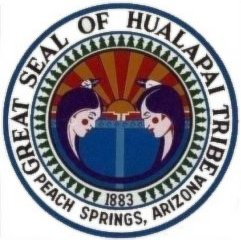 GREAT SEAL OF HUALAPAI TRIBE
1883
PEACH SPRINGS, ARIZONA